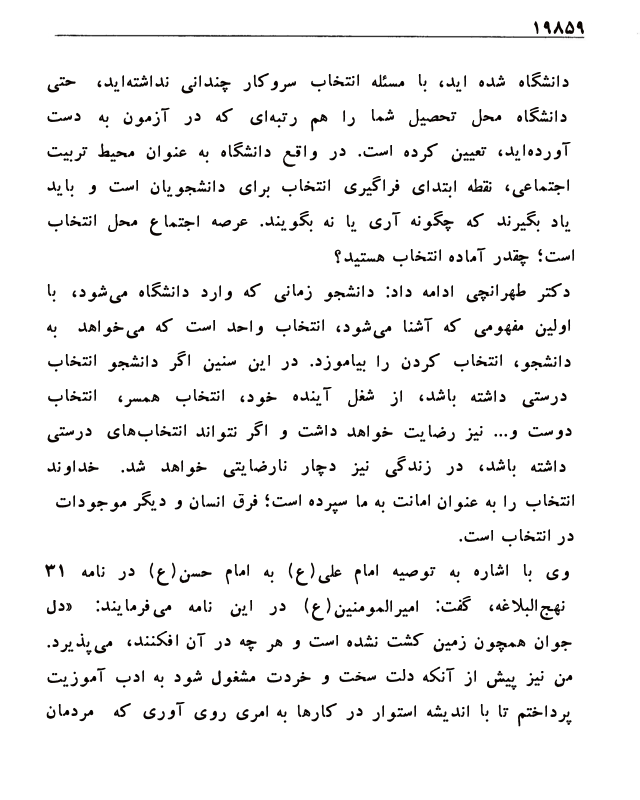 ۱۹۸۵۹
دانشگاه شده اید، با مسئله انتخاب سروکار چندانی نداشته‌اید، حتی
دانشگاه محل تحصیل شما را هم رتبه‌ای که در آزمون به دست
آورده‌اید، تعیین کرده است. در واقع دانشگاه به عنوان محیط تربیت
اجتماعی، نقطه ابتدای فراگیری انتخاب برای دانشجویان است و باید
یاد بگیرند که چگونه آری یا نه بگویند. عرصه اجتماع محل انتخاب
است؛ چقدر آماده انتخاب هستید؟
دکتر طهرانچی ادامه داد: دانشجو زمانی که وارد دانشگاه می‌شود، با
اولین مفهومی که آشنا می‌شود، انتخاب واحد است که می‌خواهد به
دانشجو، انتخاب کردن را بیاموزد. در این سنین اگر دانشجو انتخاب
درستی داشته باشد، از شغل آینده خود، انتخاب همسر، انتخاب
دوست و... نیز رضایت خواهد داشت و اگر نتواند انتخاب‌های درستی
داشته باشد، در زندگی نیز دچار نارضایتی خواهد شد. خداوند
انتخاب را به عنوان امانت به ما سپرده است؛ فرق انسان و دیگر موجودات
در انتخاب است.
وی با اشاره به توصیه امام علی(ع) به امام حسن(ع) در نامه ۳۱
نهج‌البلاغه، گفت: امیرالمومنین(ع) در این نامه می‌فرمایند: «دل
جوان همچون زمین کشت نشده است و هر چه در آن افکنند، می‌پذیرد.
من نیز پیش از آنکه دلت سخت و خردت مشغول شود به ادب آموزیت
پرداختم تا با اندیشه استوار در کارها به امری روی آوری که مردمان